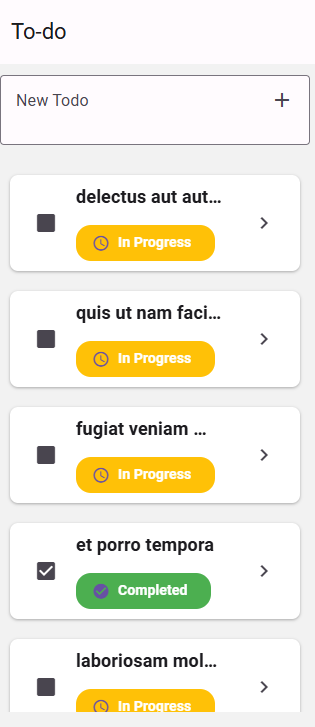 To-do
New Todo
delectus aut aut...
In Progress
quis ut nam faci...
In Progress
fugiat veniam ...
In Progress
et porro tempora
Completed
laboriosam mol...
In Progress